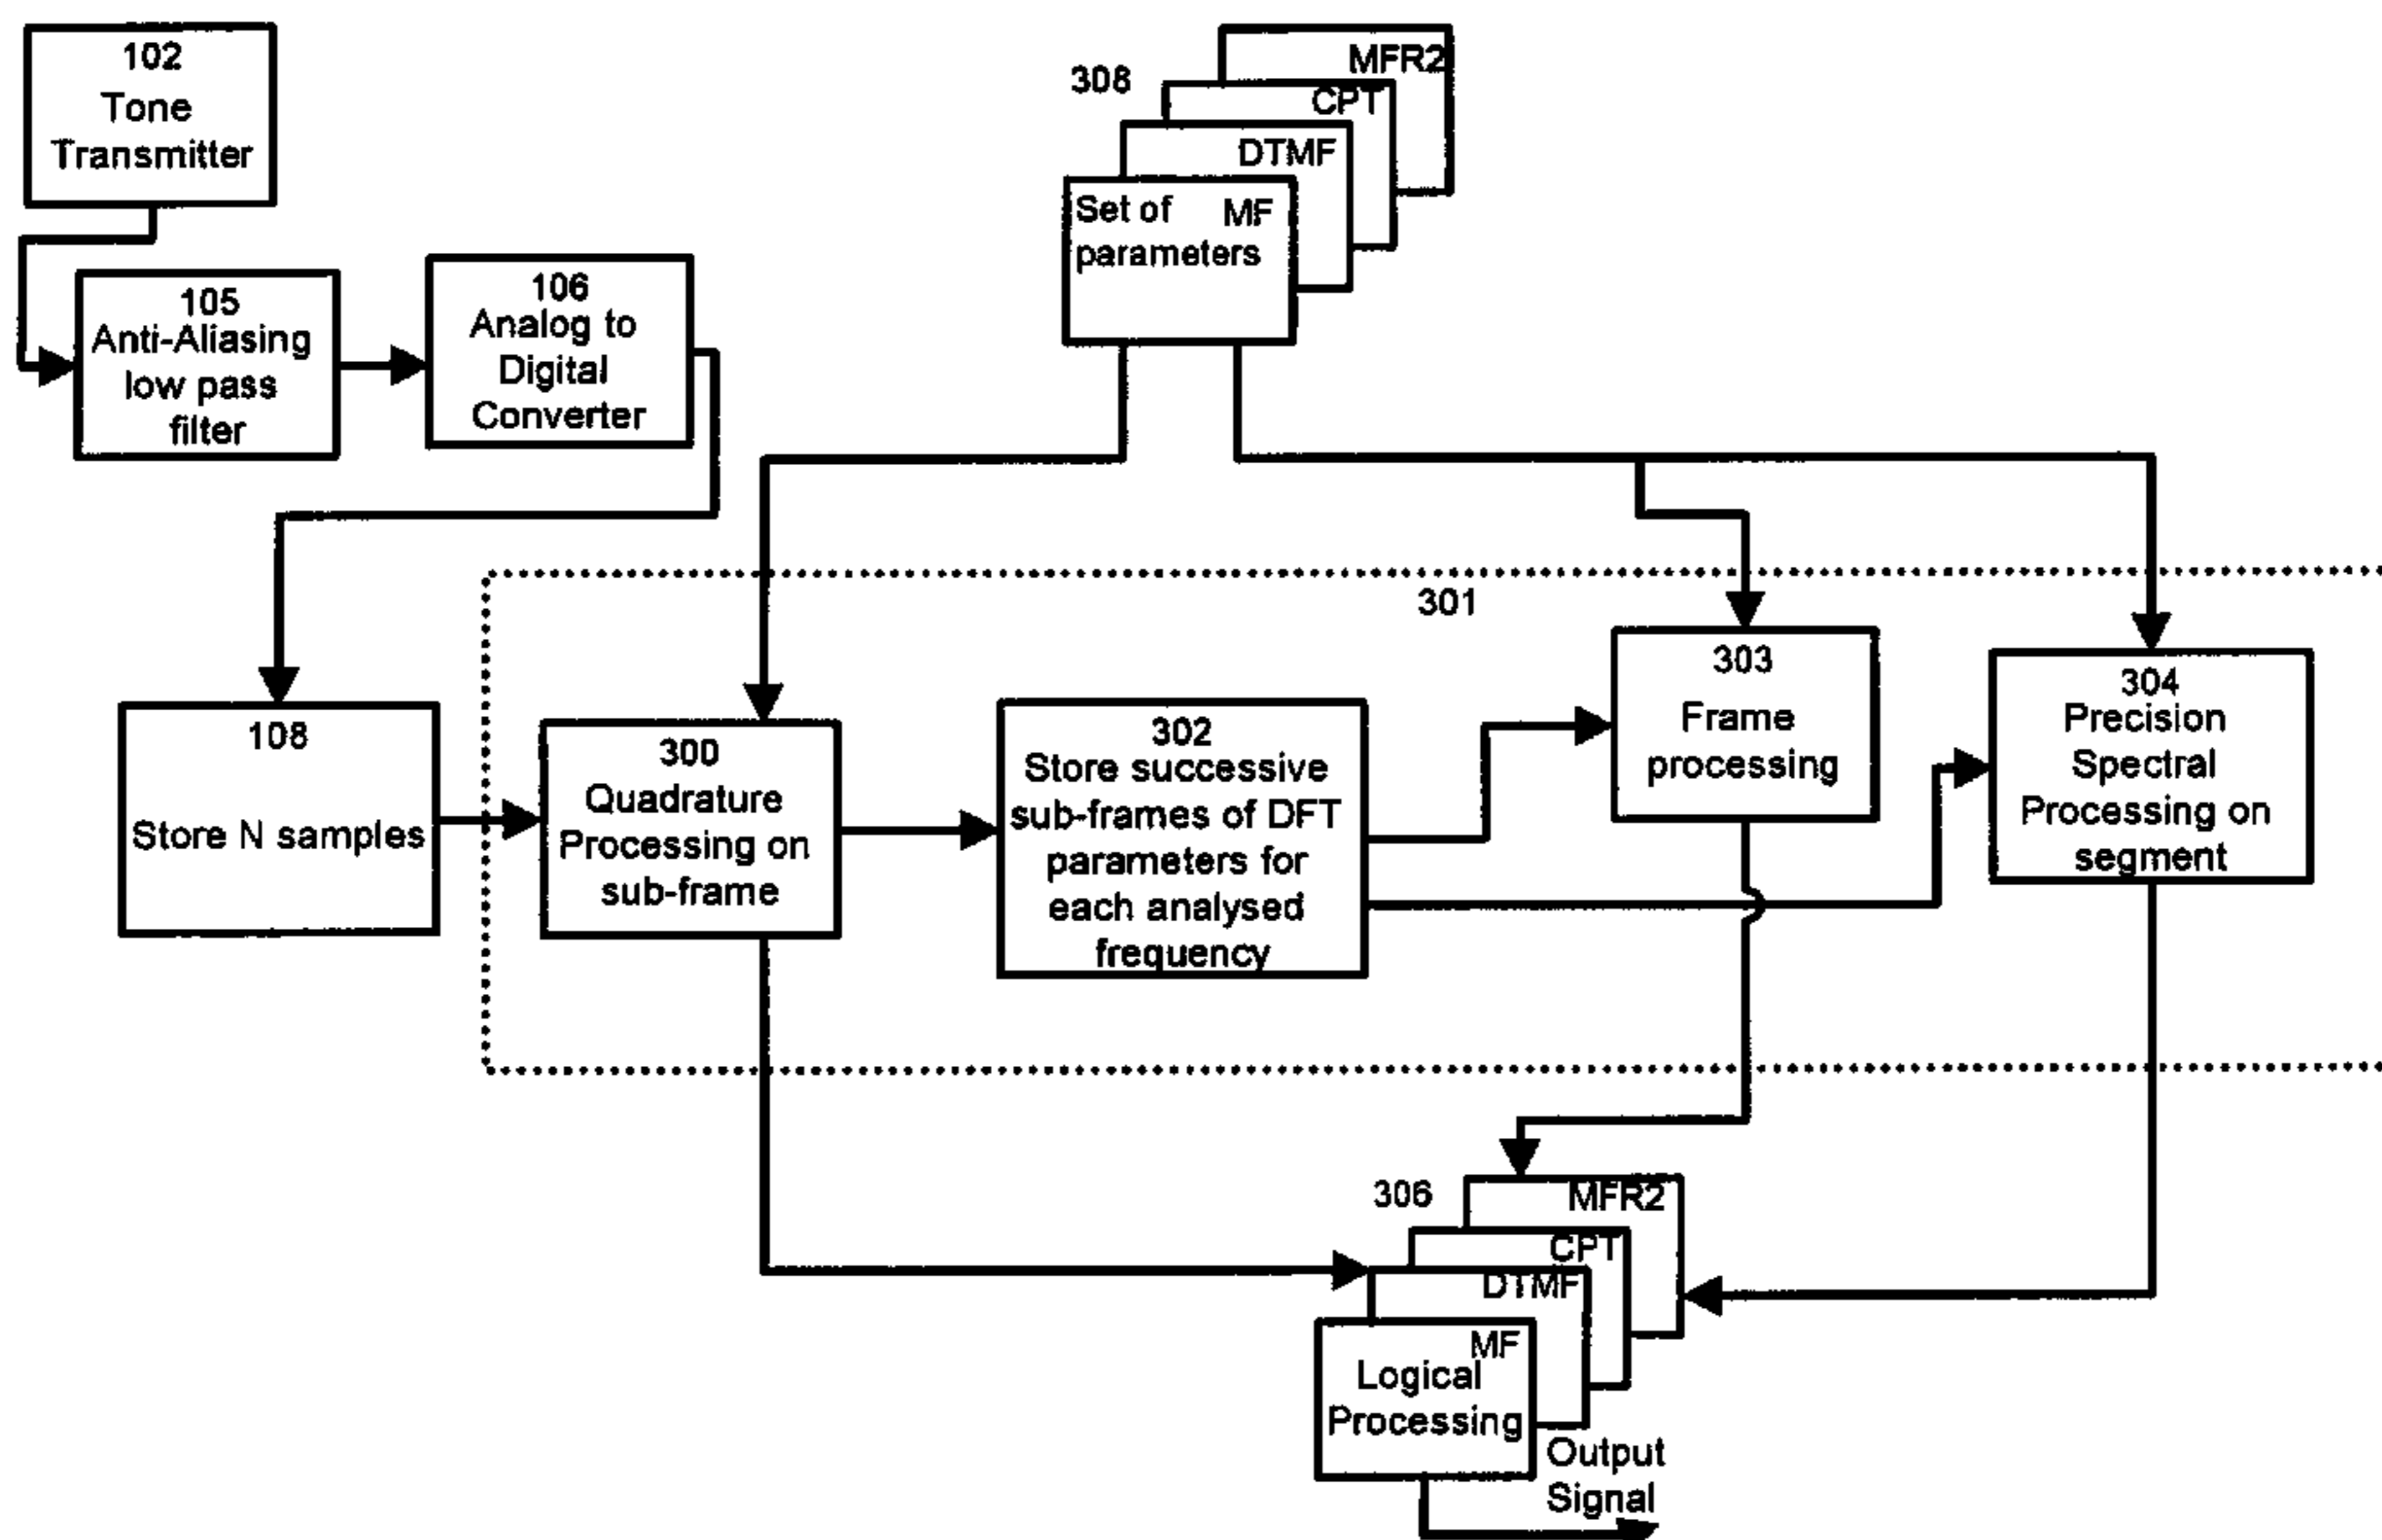 102
Tone
Transmitter
308
MFR2
CPT
DTMF
Set of MF
parameters
105
Anti-Aliasing
low pass
filter
106
Analog to
Digital
Converter
301
108
Store N samples
300
Quadrature
Processing on
sub-frame
302
Store successive
sub-frames of DFT
parameters for
each analysed
frequency
303
Frame
processing
304
Precision
Spectral
Processing on
segment
306
MFR2
CPT
DTMF
MF
Logical
Processing
Output
Signal